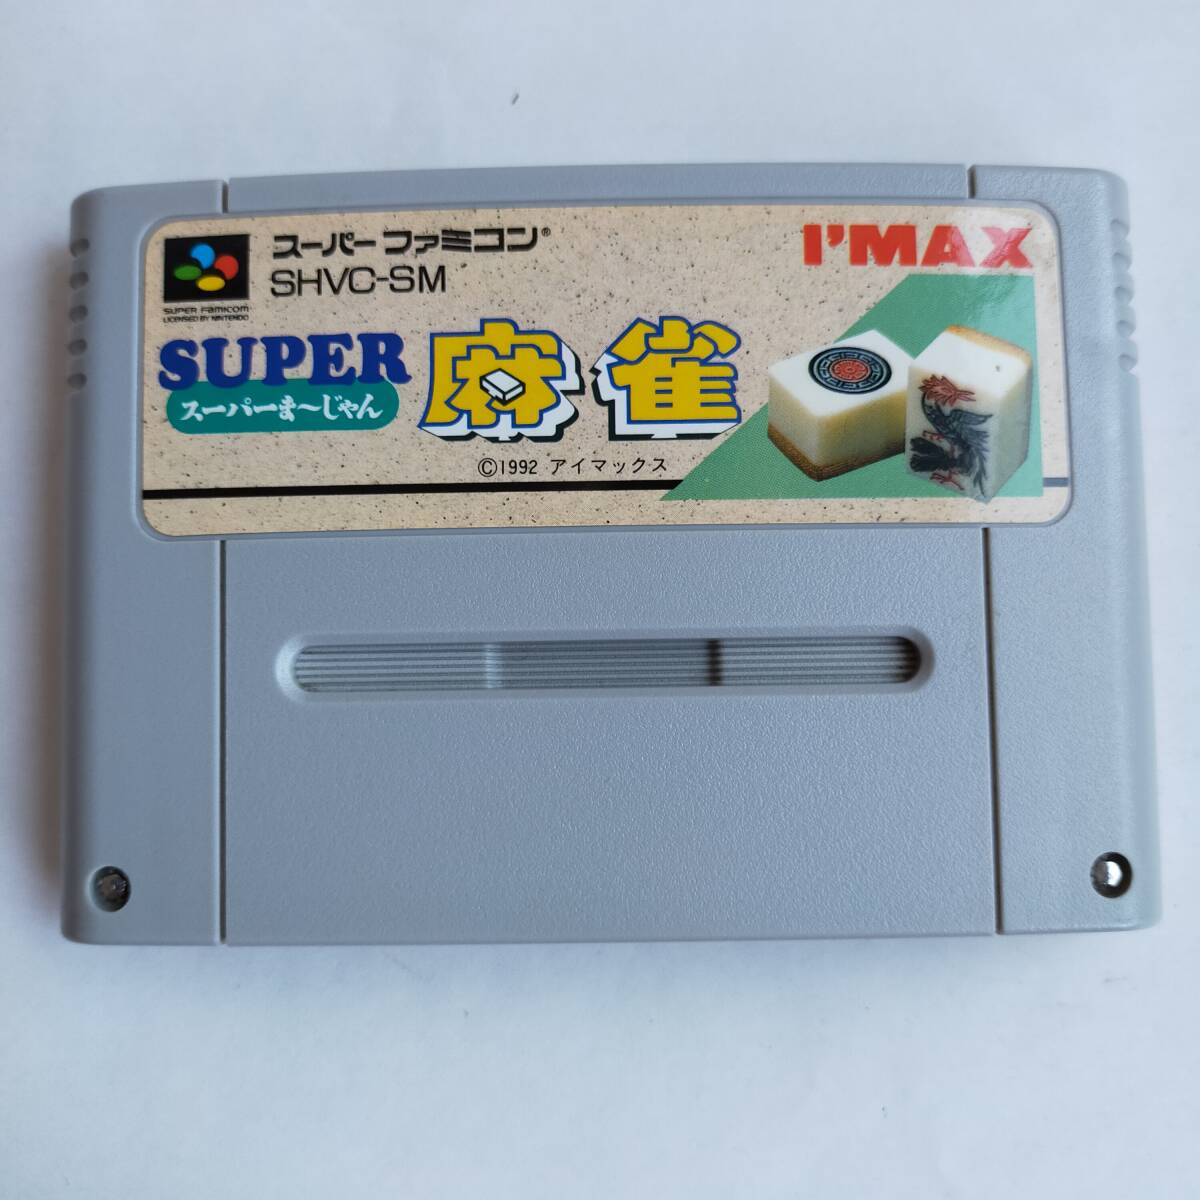 スーパーファミコン®
SHVC-SM
I'MAX
SUPER FAMICOM
LICENSED BY NINTENDO
SUPER 麻雀
スーパーま～じゃん
©1992 アイマックス